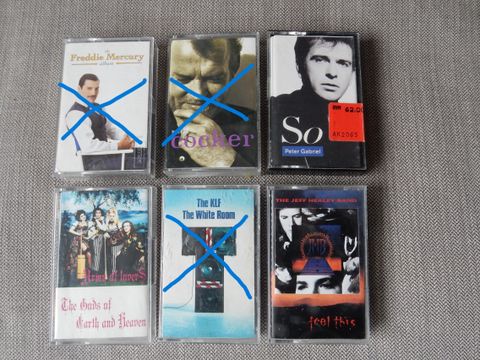 The
Freddie Mercury
album
cocker
So
Peter Gabriel
62.00
AK2065
Army of lovers
The Gods of
Earth and Heaven
The KLF
The White Room
THE JEFF HEALEY BAND
feel this